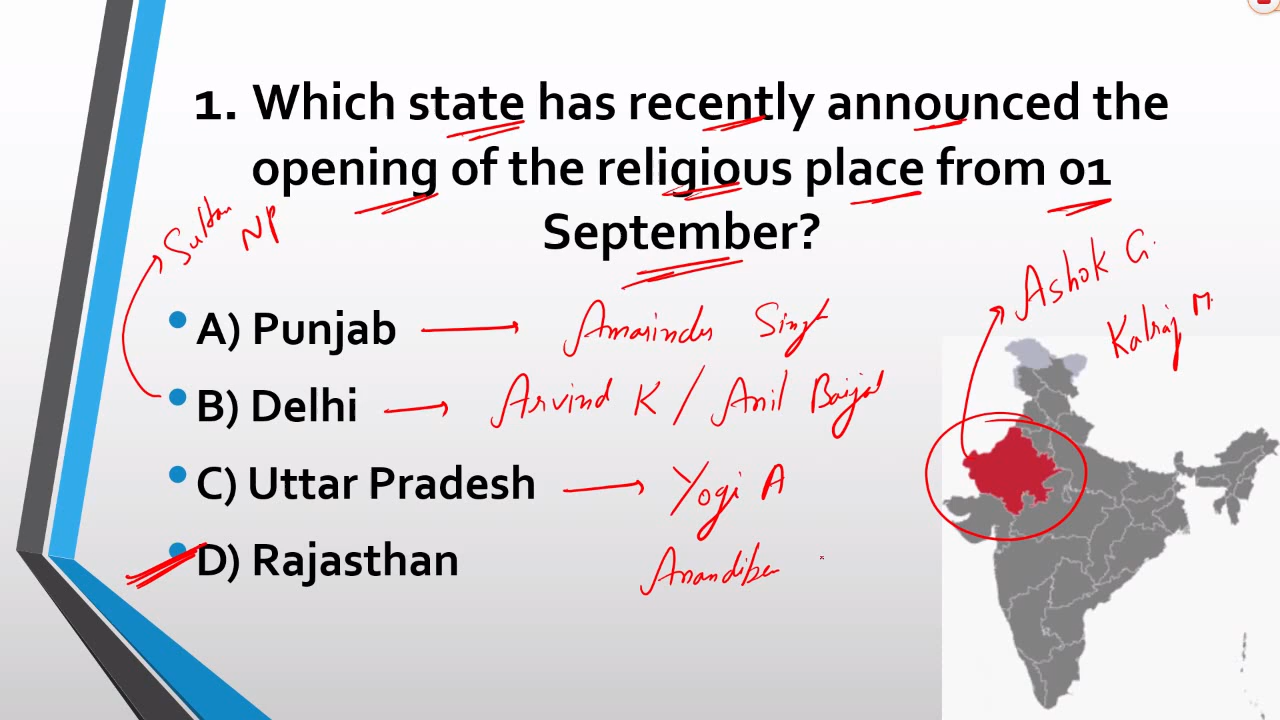 1. Which state has recently announced the
opening of the religious place from 01
September?
Sultan
NP
Ashok G.
Kalraj M.
A) Punjab
Amarinder Singh
B) Delhi
Arvind K / Anil Baijal
C) Uttar Pradesh
Yogi A
D) Rajasthan
Anandiben